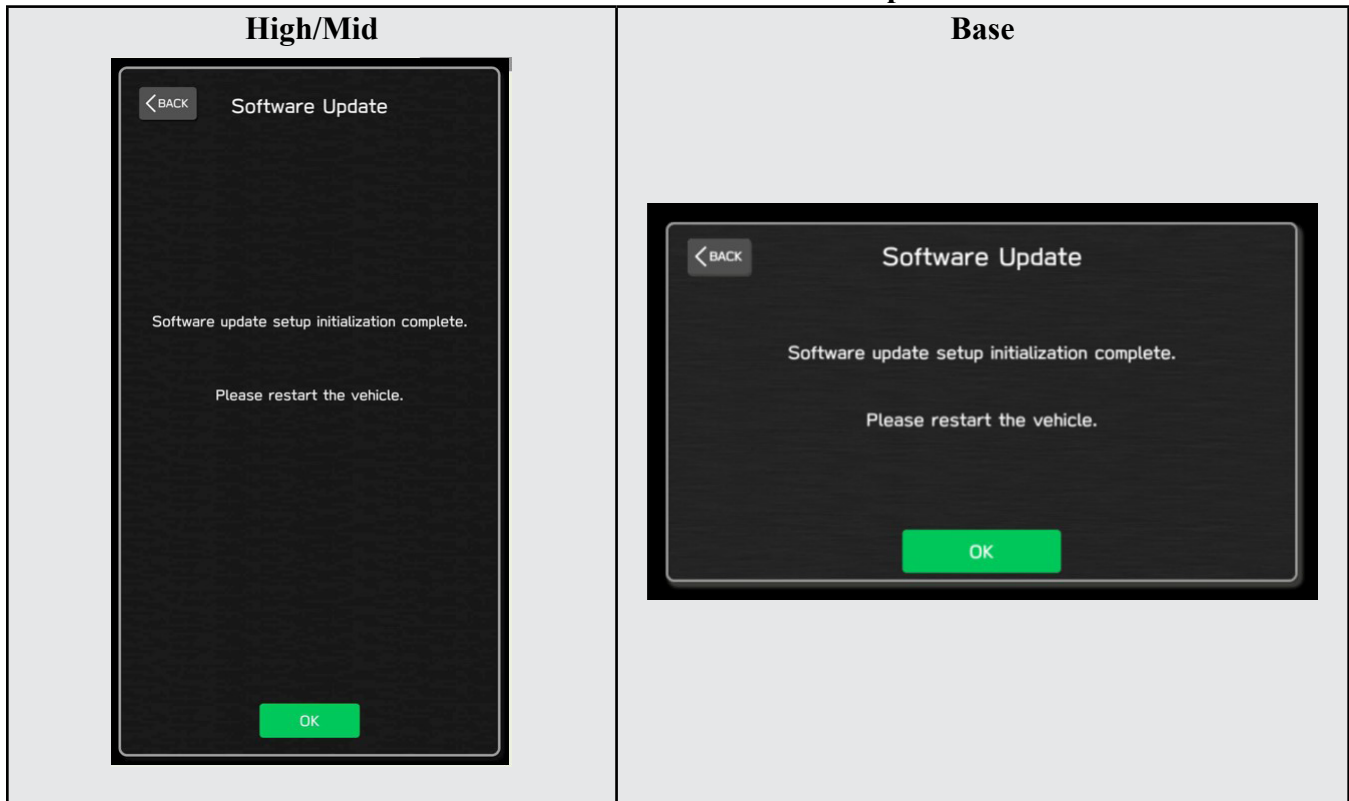 High/Mid
BACK
Software Update
Software update setup initialization complete.
Please restart the vehicle.
OK
Base
BACK
Software Update
Software update setup initialization complete.
Please restart the vehicle.
OK